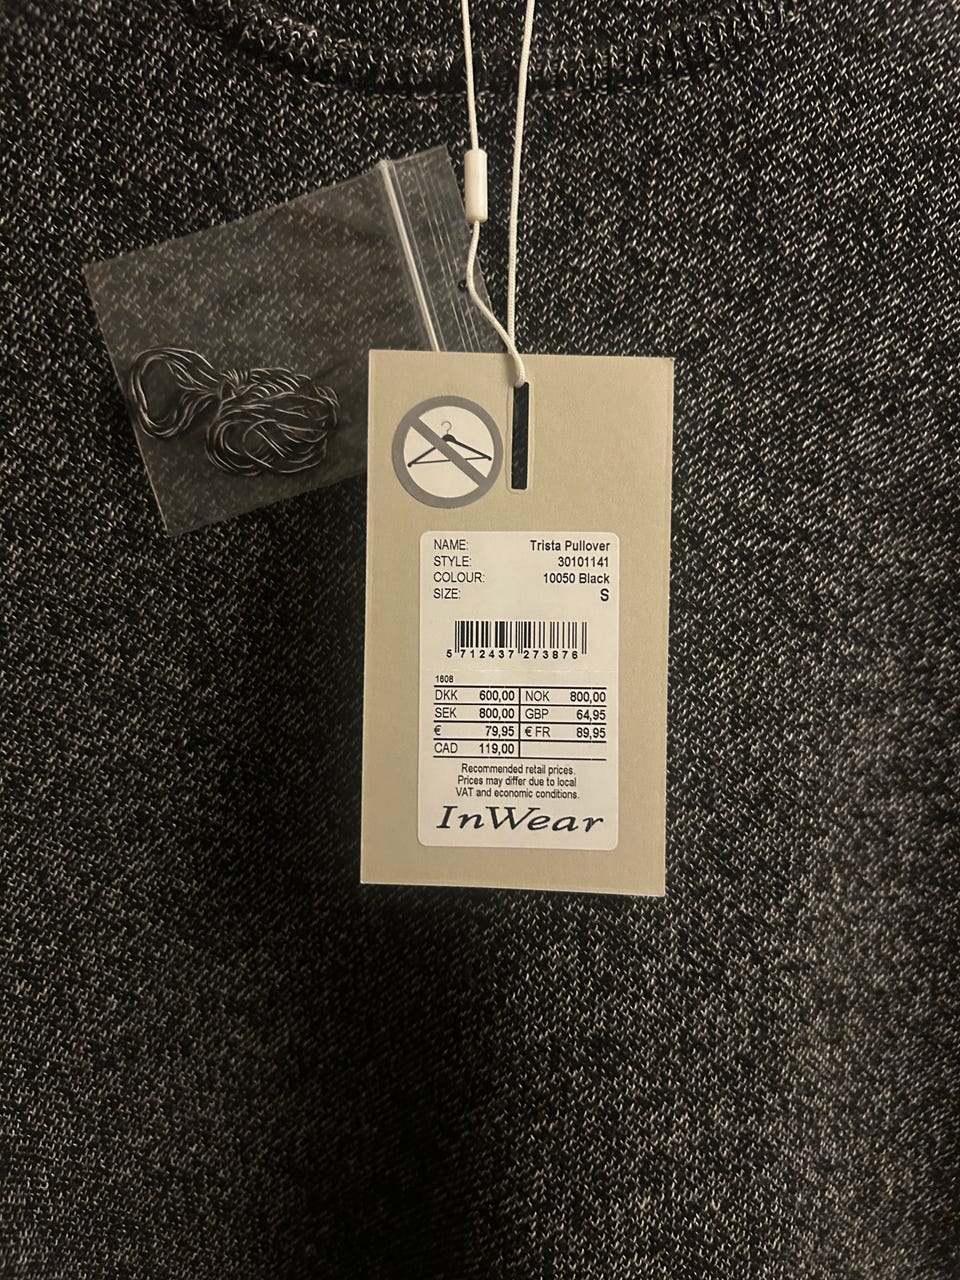 NAME: Trista Pullover
STYLE: 30101141
COLOUR: 10050 Black
SIZE: S
5 712437 273876
1608
DKK 600,00 NOK 800,00
SEK 800,00 GBP 64,95
€ 79,95 € FR 89,95
CAD 119,00
Recommended retail prices.
Prices may differ due to local
VAT and economic conditions.
InWear